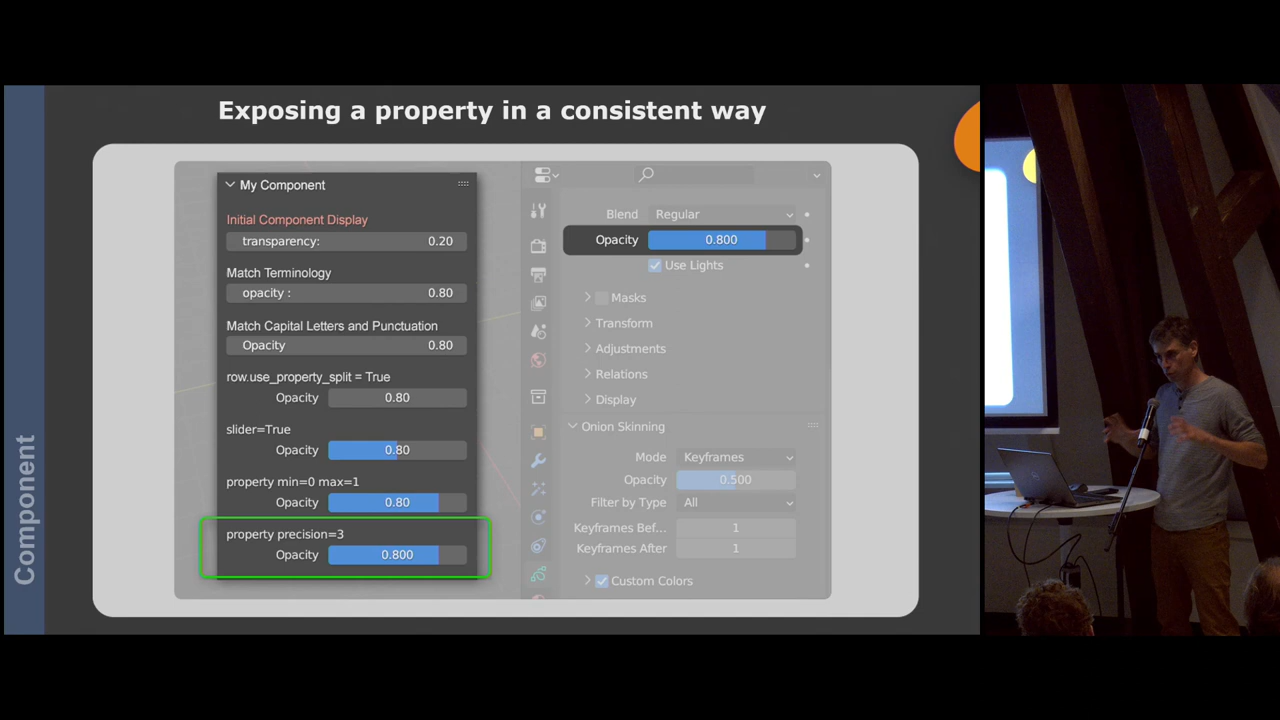 Exposing a property in a consistent way
Component
My Component
Initial Component Display
transparency: 0.20
Match Terminology
opacity : 0.80
Match Capital Letters and Punctuation
Opacity 0.80
row.use_property_split = True
Opacity 0.80
slider=True
Opacity 0.80
property min=0 max=1
Opacity 0.80
property precision=3
Opacity 0.800
Blend Regular
Opacity 0.800
Use Lights
Masks
Transform
Adjustments
Relations
Display
Onion Skinning
Mode Keyframes
Opacity 0.500
Filter by Type All
Keyframes Bef... 1
Keyframes After 1
Custom Colors